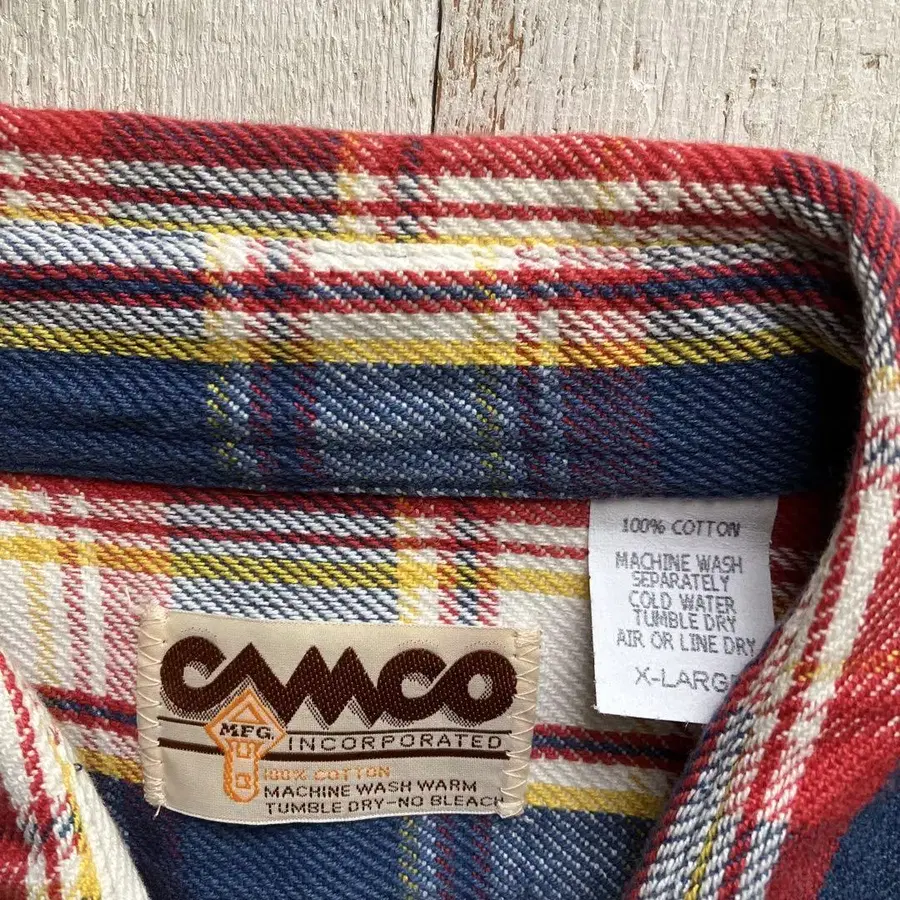 100% COTTON
MACHINE WASH
SEPARATELY
COLD WATER
TUMBLE DRY
AIR OR LINE DRY
X-LARGE
CAMCO
MFG.
INCORPORATED
100% COTTON
MACHINE WASH WARM
TUMBLE DRY-NO BLEACH